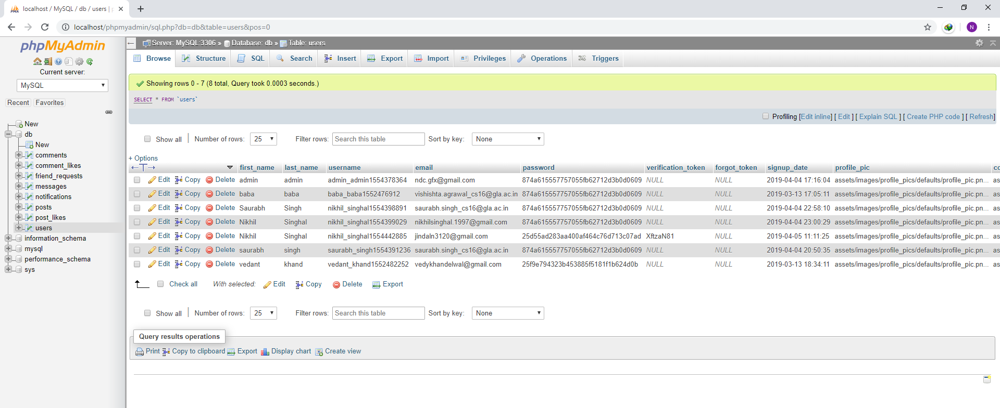 localhost / MySQL / db / users | p
localhost/phpmyadmin/sql.php?db=db&table=users&pos=0
N
phpMyAdmin
Current server:
MySQL
Recent Favorites
New
db
New
comments
comment_likes
friend_requests
messages
notifications
posts
post_likes
users
information_schema
mysql
performance_schema
sys
Server: MySQL:3306 » Database: db » Table: users
Browse Structure SQL Search Insert Export Import Privileges Operations Triggers
Showing rows 0 - 7 (8 total, Query took 0.0003 seconds.)
SELECT * FROM `users`
Profiling [Edit inline] [ Edit ] [ Explain SQL ] [ Create PHP code ] [ Refresh]
Show all | Number of rows: 25 Filter rows: Search this table Sort by key: None
+ Options
first_name last_name username email password verification_token forgot_token signup_date profile_pic co
Edit Copy Delete admin admin admin_admin1554378364 ndc.gfx@gmail.com 874a615557757055fb62712d3b0d0609 NULL NULL 2019-04-04 17:16:04 assets/images/profile_pics/defaults/profile_pic.pn... as
Edit Copy Delete baba baba baba_baba1552476912 vishishta.agrawal_cs16@gla.ac.in 874a615557757055fb62712d3b0d0609 NULL NULL 2019-03-13 17:05:11 assets/images/profile_pics/defaults/profile_pic.pn... as
Edit Copy Delete Saurabh Singh nikhil_singhal1554398891 saurabh.singh_cs16@gla.ac.in 874a615557757055fb62712d3b0d0609 NULL NULL 2019-04-04 22:58:10 assets/images/profile_pics/defaults/profile_pic.pn... as
Edit Copy Delete Nikhil Singhal nikhil_singhal1554399029 nikhilsinghal.1997@gmail.com 874a615557757055fb62712d3b0d0609 NULL NULL 2019-04-04 23:00:29 assets/images/profile_pics/defaults/profile_pic.pn... as
Edit Copy Delete Nikhil Singhal nikhil_singhal1554442885 jindaln3120@gmail.com 25d55ad283aa400af464c76d713c07ad XftzaN81 NULL 2019-04-05 11:11:25 assets/images/profile_pics/defaults/profile_pic.pn... as
Edit Copy Delete saurabh singh saurabh_singh1554391236 saurabh.singh_cs16@gla.ac.in 874a615557757055fb62712d3b0d0609 NULL NULL 2019-04-04 20:50:35 assets/images/profile_pics/defaults/profile_pic.pn... as
Edit Copy Delete vedant khand vedant_khand1552482252 vedykhandelwal@gmail.com 25f9e794323b453885f5181f1b624d0b NULL NULL 2019-03-13 18:34:11 assets/images/profile_pics/defaults/profile_pic.pn... as
Check all With selected: Edit Copy Delete Export
Show all | Number of rows: 25 Filter rows: Search this table Sort by key: None
Query results operations
Print Copy to clipboard Export Display chart Create view